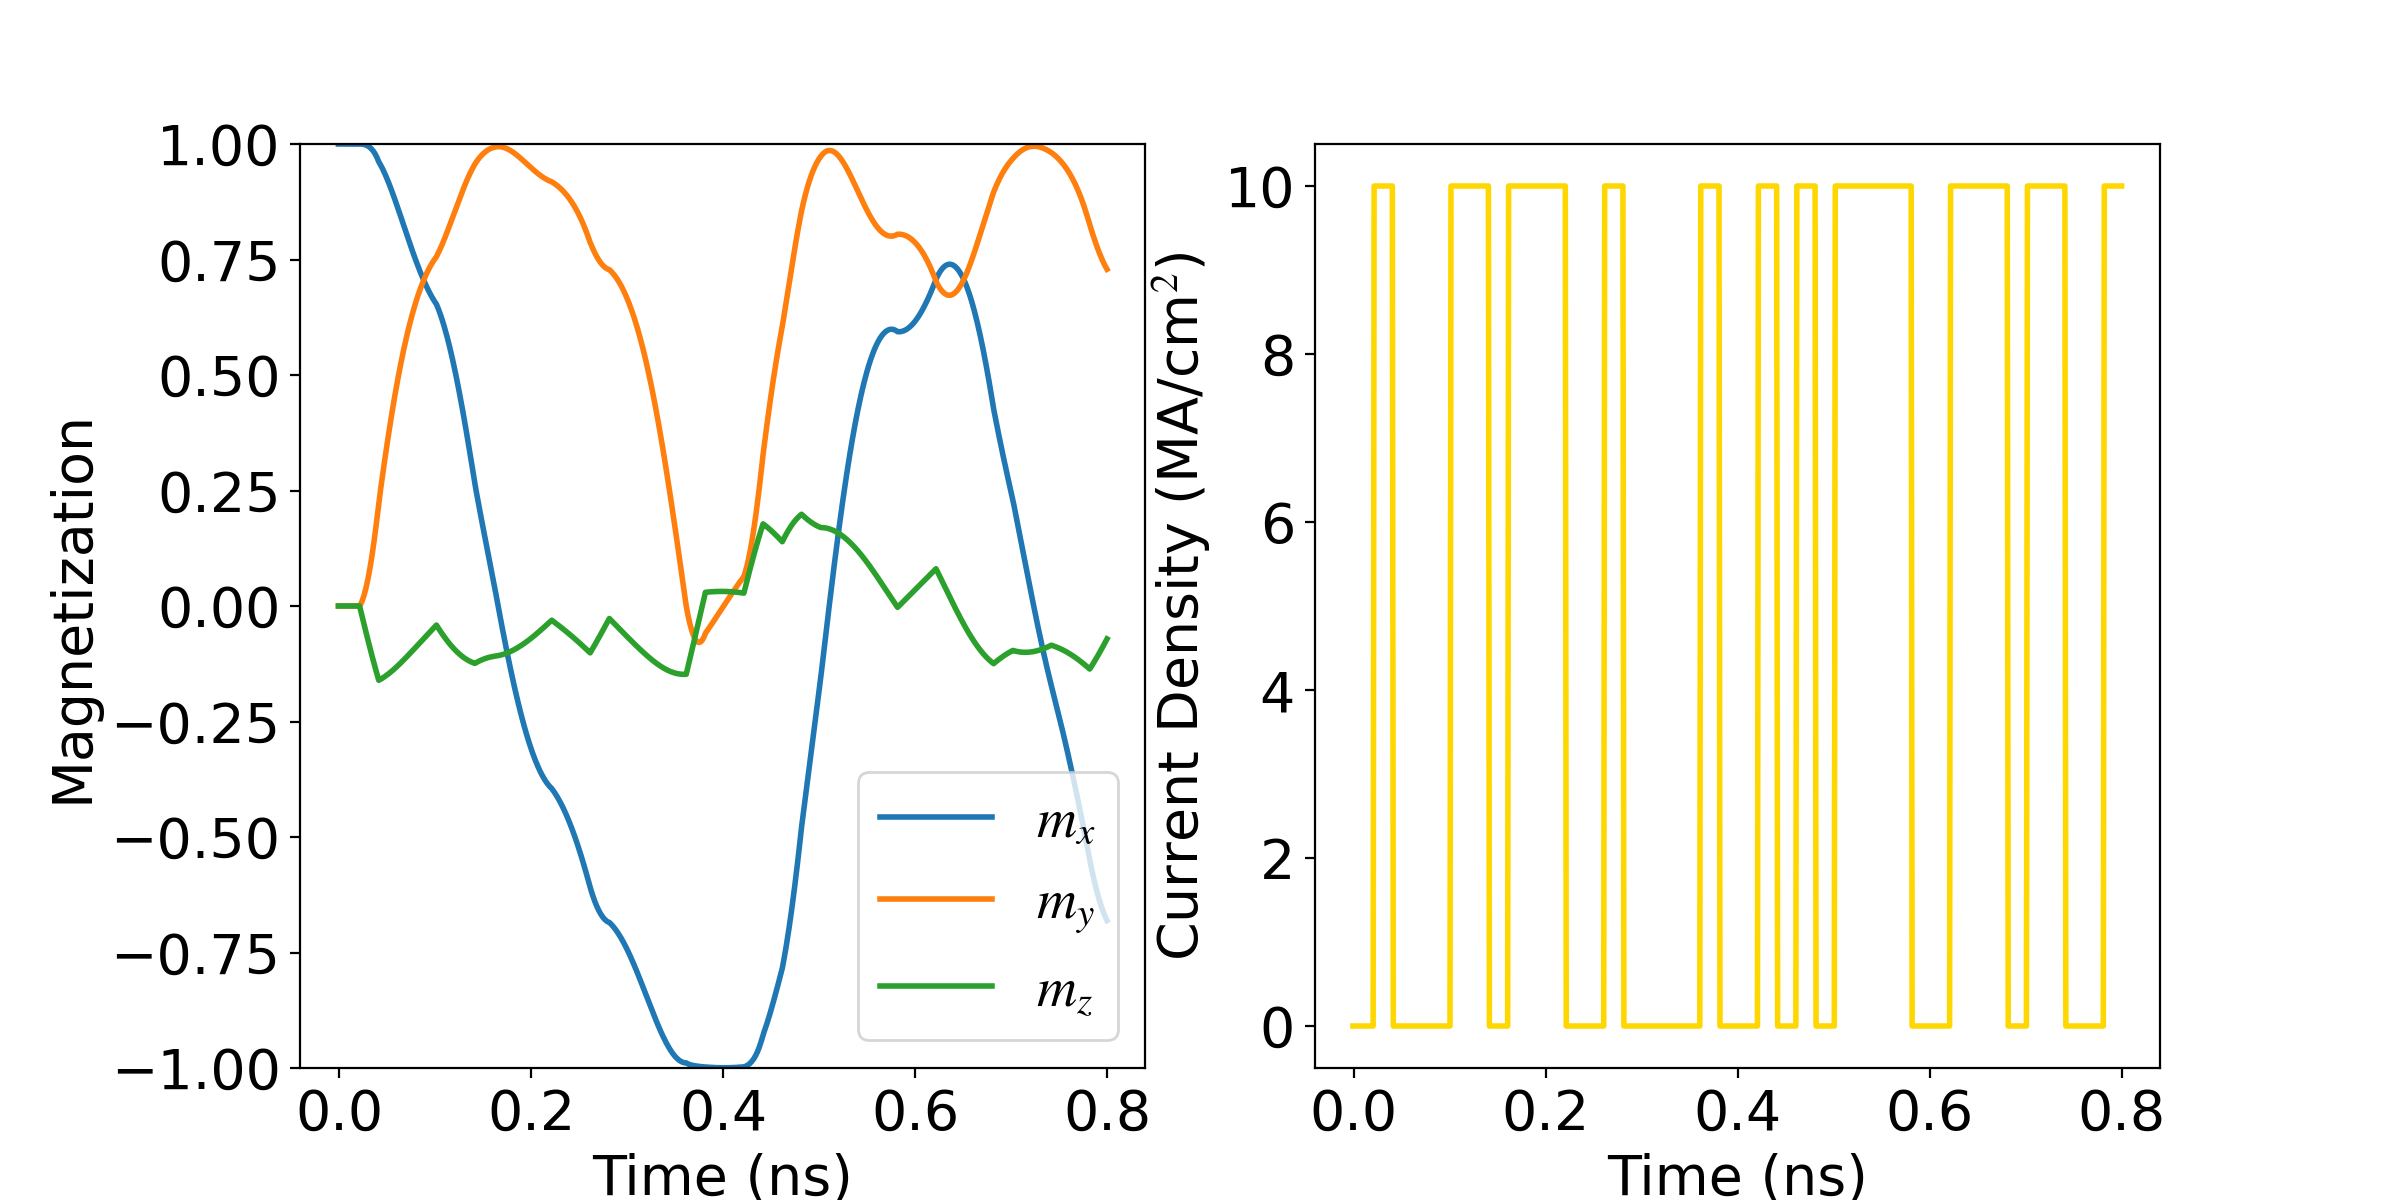 1.00
0.75
0.50
0.25
0.00
−0.25
−0.50
−0.75
−1.00
Magnetization
0.0 0.2 0.4 0.6 0.8
Time (ns)
m_x
m_y
m_z
10
8
6
4
2
0
Current Density (MA/cm²)
0.0 0.2 0.4 0.6 0.8
Time (ns)